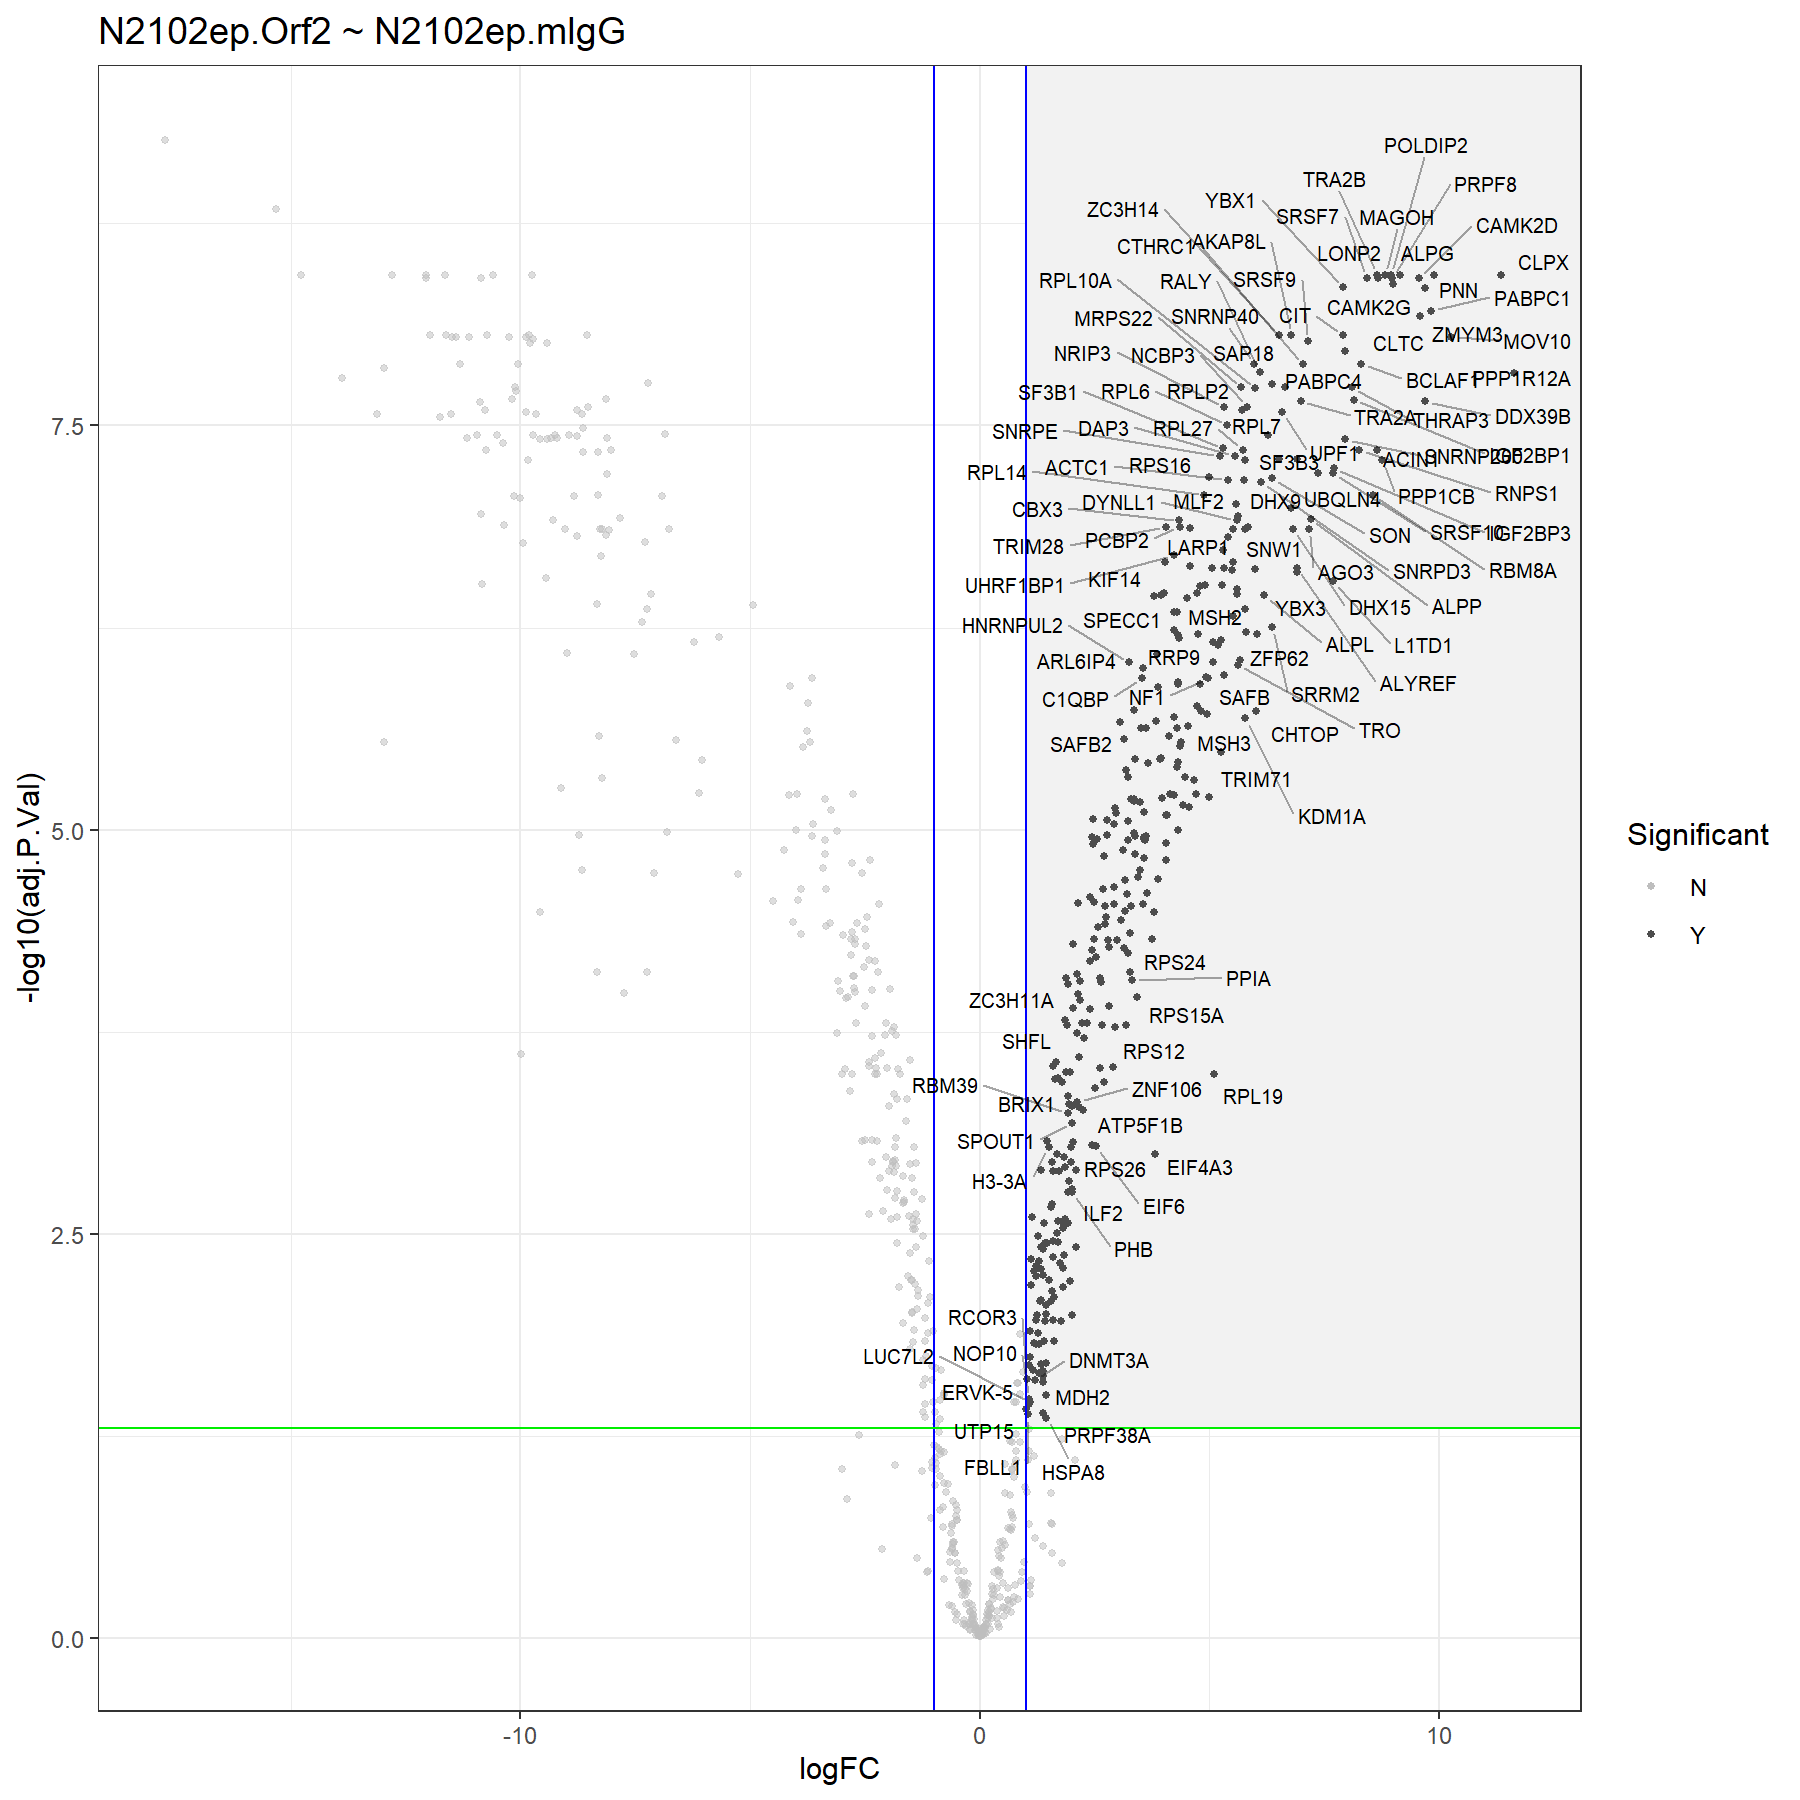 N2102ep.Orf2 ~ N2102ep.mIgG
POLDIP2
TRA2B
PRPF8
YBX1
ZC3H14
SRSF7
MAGOH
CAMK2D
CTHRC1
AKAP8L
LONP2
ALPG
CLPX
RPL10A
RALY
SRSF9
PNN
PABPC1
CAMK2G
MRPS22
SNRNP40
CIT
ZMYM3
MOV10
CLTC
NRIP3
NCBP3
SAP18
PABPC4
BCLAF1
PPP1R12A
SF3B1
RPL6
RPLP2
TRA2A
THRAP3
DDX39B
SNRPE
DAP3
RPL27
RPL7
UPF1
SNRNP200
IGF2BP1
RPL14
ACTC1
RPS16
SF3B3
ACIN1
RNPS1
CBX3
DYNLL1
MLF2
DHX9
UBQLN4
PPP1CB
TRIM28
PCBP2
LARP1
SNW1
SON
SRSF10
IGF2BP3
UHRF1BP1
KIF14
AGO3
SNRPD3
RBM8A
HNRNPUL2
SPECC1
MSH2
YBX3
DHX15
ALPP
ARL6IP4
RRP9
ZFP62
ALPL
L1TD1
C1QBP
NF1
SAFB
SRRM2
ALYREF
SAFB2
MSH3
CHTOP
TRO
TRIM71
KDM1A
RPS24
PPIA
ZC3H11A
RPS15A
SHFL
RPS12
RBM39
BRIX1
ZNF106
RPL19
SPOUT1
ATP5F1B
H3-3A
RPS26
EIF4A3
ILF2
EIF6
PHB
RCOR3
LUC7L2
NOP10
DNMT3A
ERVK-5
MDH2
UTP15
PRPF38A
FBLL1
HSPA8
7.5
5.0
2.5
0.0
-10
0
10
logFC
-log10(adj.P.Val)
Significant
N
Y